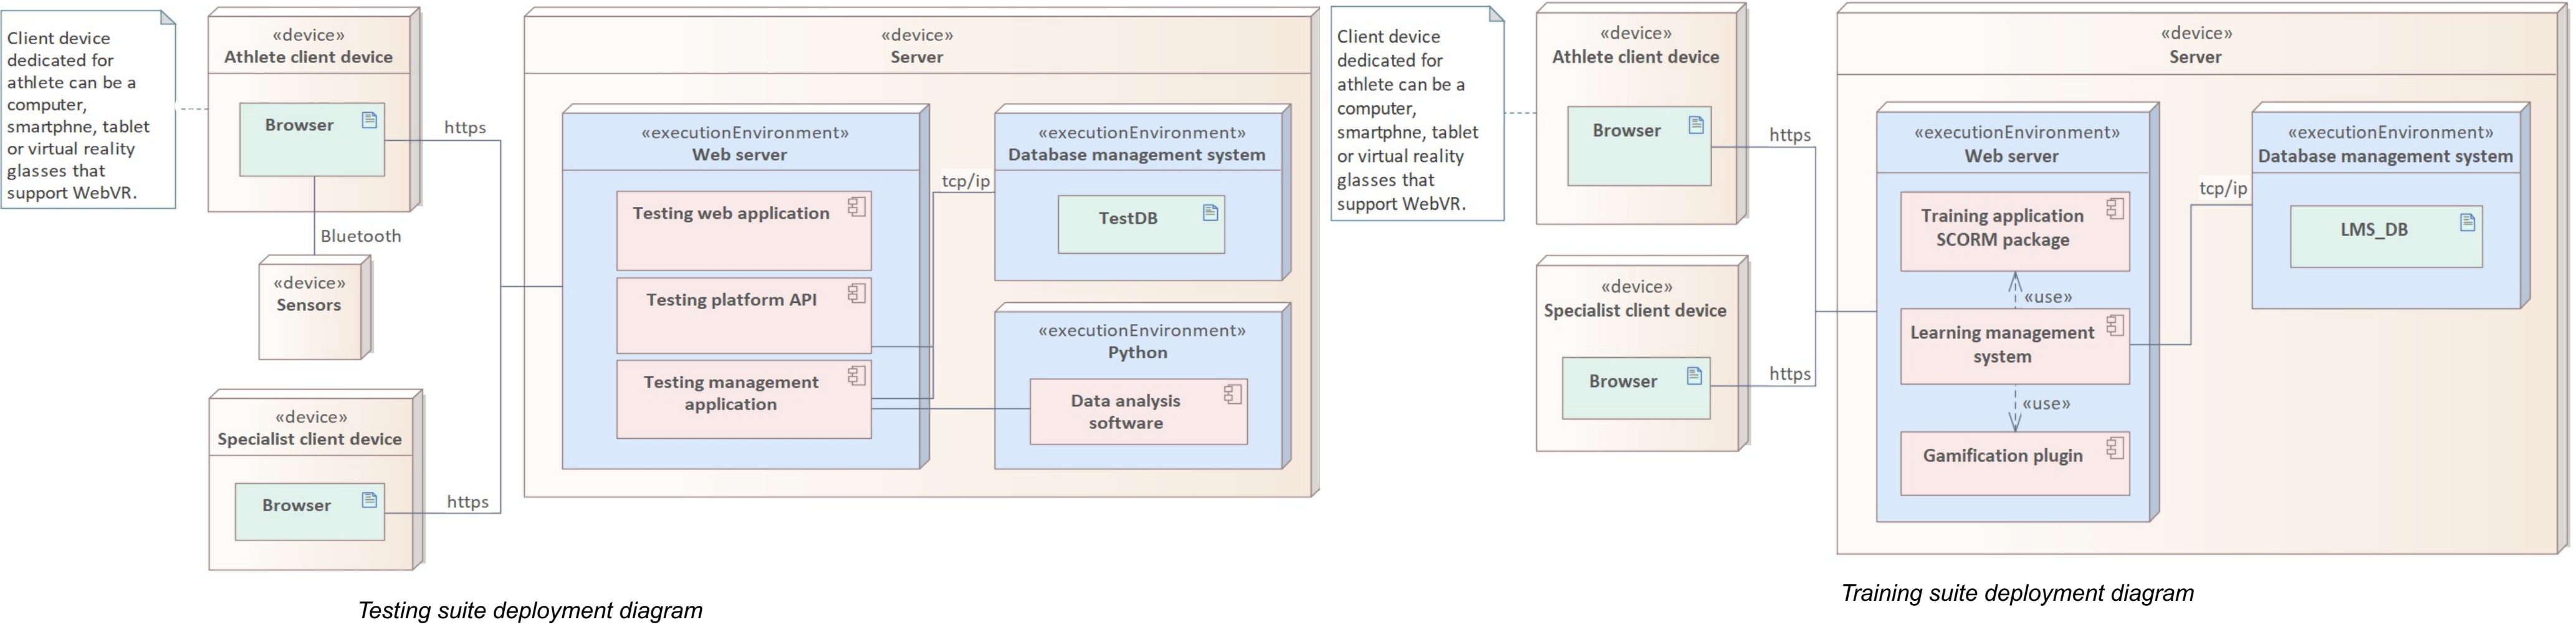 Client device
dedicated for
athlete can be a
computer,
smartphne, tablet
or virtual reality
glasses that
support WebVR.
«device»
Athlete client device
Browser
https
Bluetooth
«device»
Sensors
«device»
Specialist client device
Browser
https
«device»
Server
«executionEnvironment»
Web server
Testing web application
Testing platform API
Testing management
application
tcp/ip
«executionEnvironment»
Database management system
TestDB
«executionEnvironment»
Python
Data analysis
software
Testing suite deployment diagram
Client device
dedicated for
athlete can be a
computer,
smartphne, tablet
or virtual reality
glasses that
support WebVR.
«device»
Athlete client device
Browser
https
«device»
Specialist client device
Browser
https
«device»
Server
«executionEnvironment»
Web server
Training application
SCORM package
«use»
Learning management
system
«use»
Gamification plugin
tcp/ip
«executionEnvironment»
Database management system
LMS_DB
Training suite deployment diagram